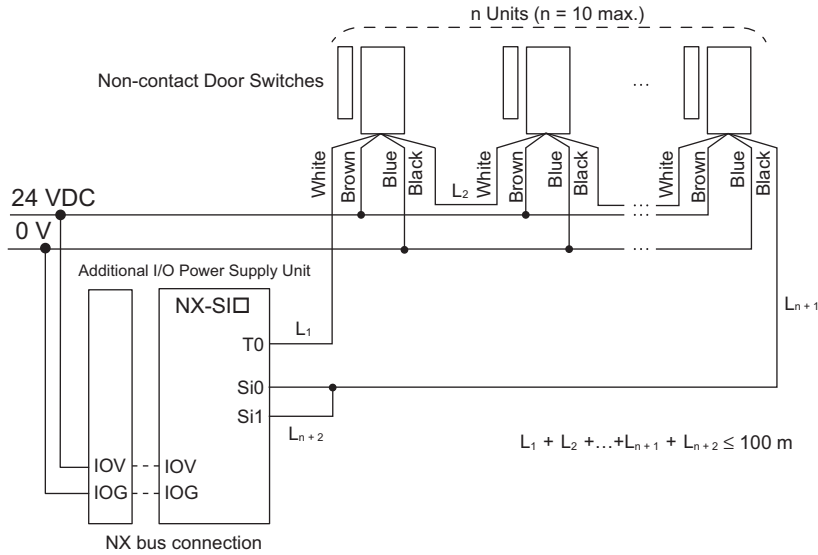 n Units (n = 10 max.)
Non-contact Door Switches
...
White
Brown
Blue
Black
L2
White
Brown
Blue
Black
White
Brown
Blue
Black
24 VDC
...
0 V
...
Additional I/O Power Supply Unit
NX-SI□
L1
T0
Ln + 1
Si0
Si1
Ln + 2
L1 + L2 +...+Ln + 1 + Ln + 2 ≤ 100 m
IOV
IOV
IOG
IOG
NX bus connection